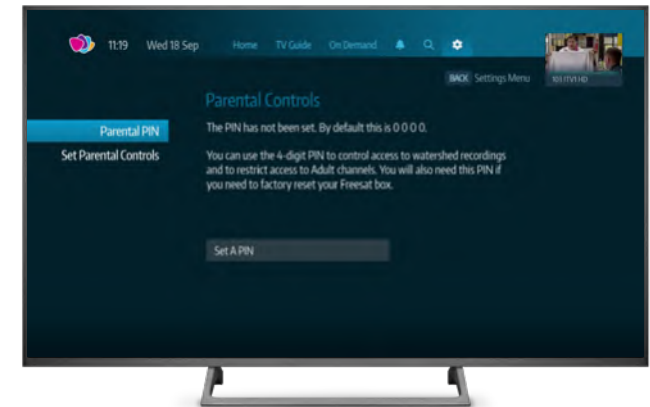 11:19 Wed 18 Sep Home TV Guide On Demand
BACK Settings Menu 103 ITV1 HD
Parental Controls
Parental PIN
The PIN has not been set. By default this is 0 0 0 0.
Set Parental Controls
You can use the 4-digit PIN to control access to watershed recordings
and to restrict access to Adult channels. You will also need this PIN if
you need to factory reset your Freesat box.
Set A PIN